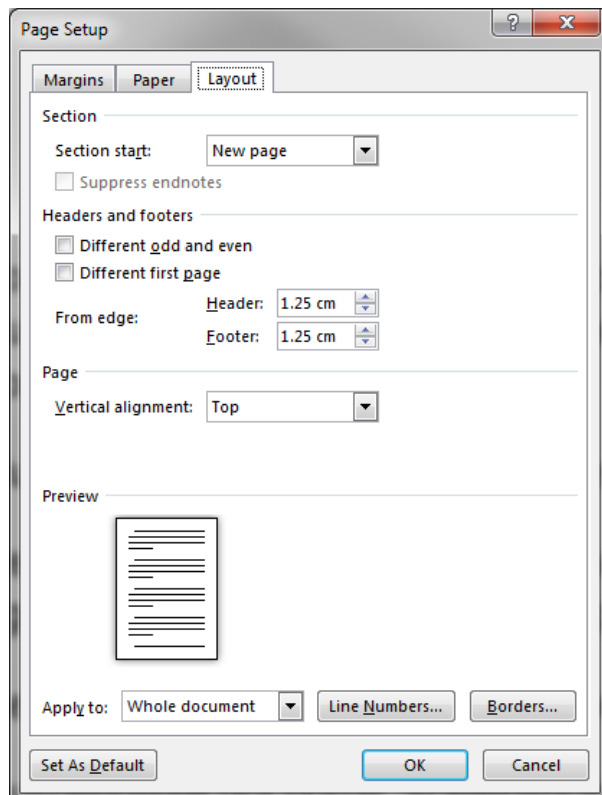 Page Setup
Margins Paper Layout
Section
Section start: New page
Suppress endnotes
Headers and footers
Different odd and even
Different first page
From edge:
Header: 1.25 cm
Footer: 1.25 cm
Page
Vertical alignment: Top
Preview
Apply to: Whole document Line Numbers... Borders...
Set As Default OK Cancel